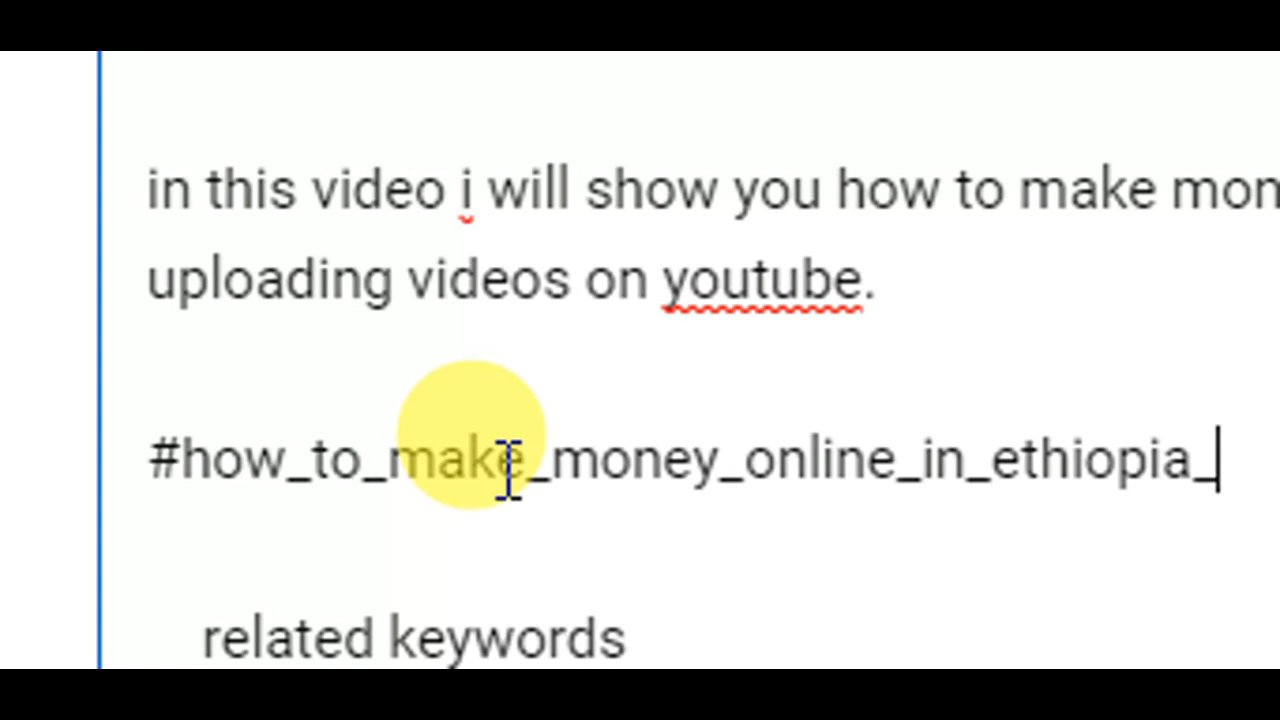 in this video i will show you how to make mon
uploading videos on youtube.
#how_to_make_money_online_in_ethiopia_
related keywords